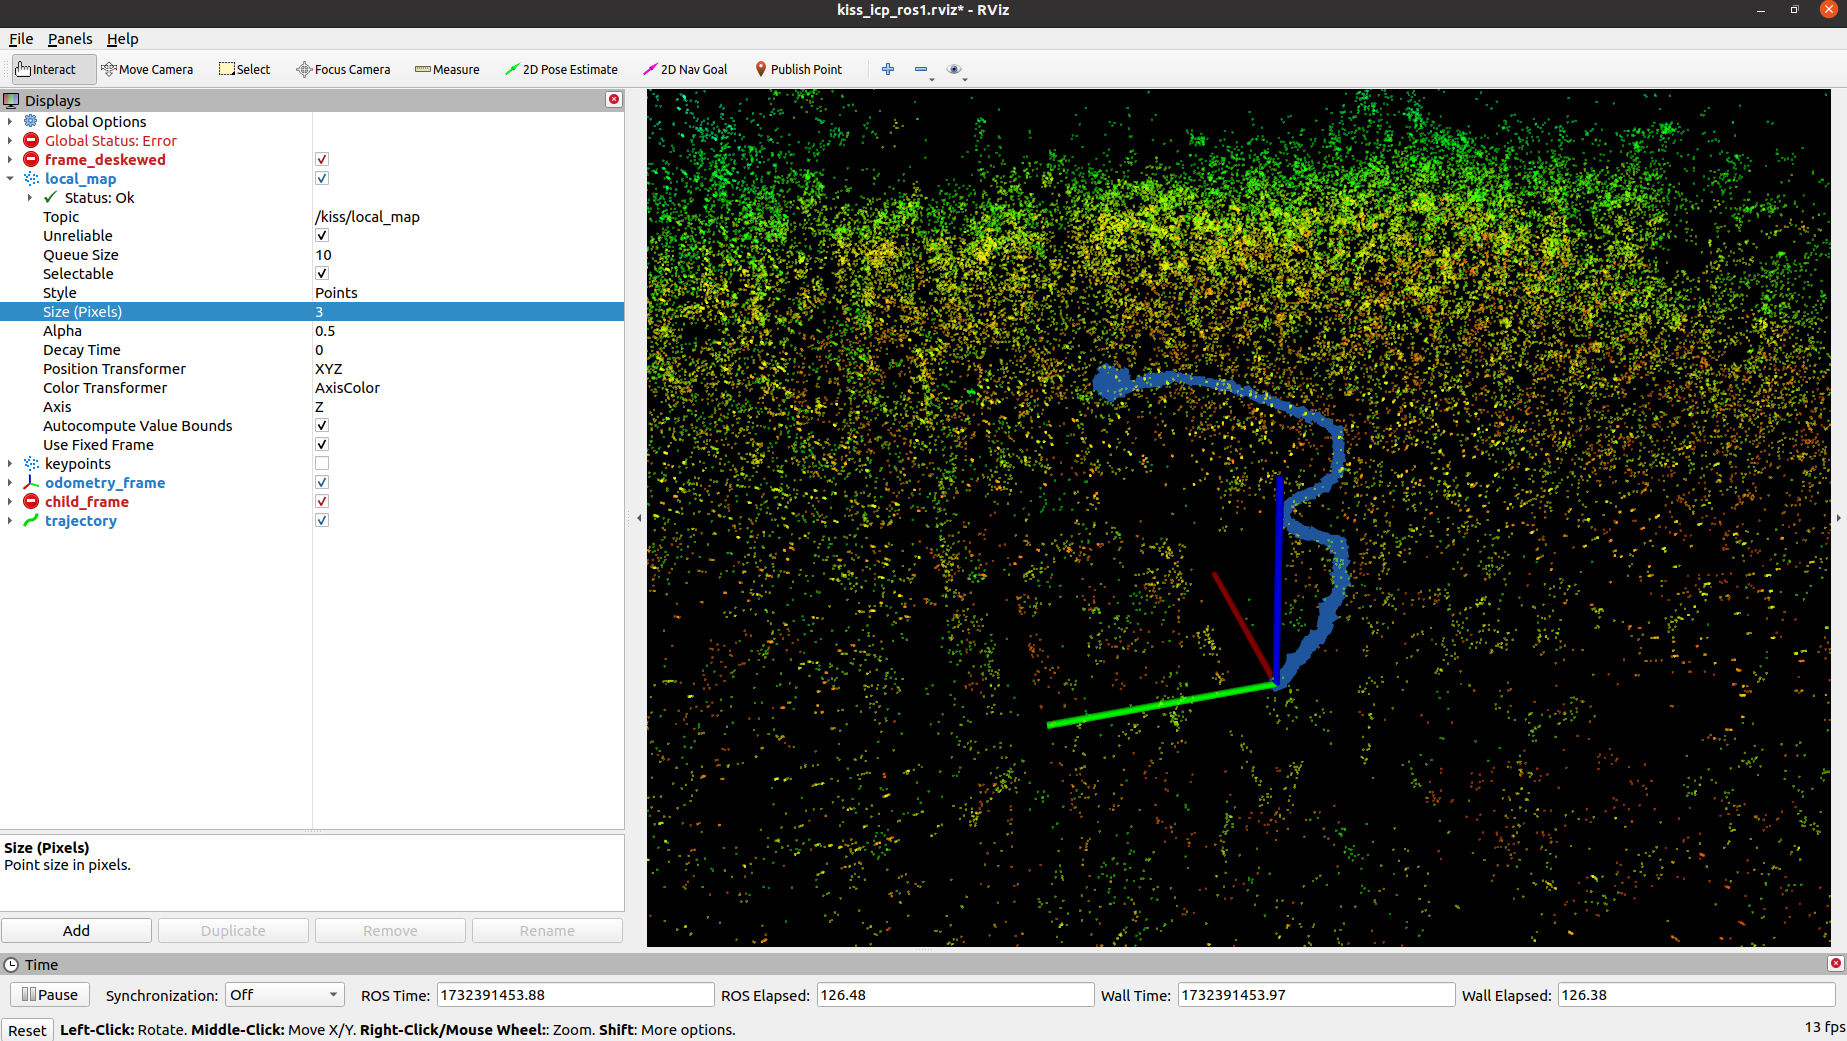 kiss_icp_ros1.rviz* - RViz
File Panels Help
Interact Move Camera Select Focus Camera Measure 2D Pose Estimate 2D Nav Goal Publish Point
Displays
Global Options
Global Status: Error
frame_deskewed
local_map
Status: Ok
Topic /kiss/local_map
Unreliable
Queue Size 10
Selectable
Style Points
Size (Pixels) 3
Alpha 0.5
Decay Time 0
Position Transformer XYZ
Color Transformer AxisColor
Axis Z
Autocompute Value Bounds
Use Fixed Frame
keypoints
odometry_frame
child_frame
trajectory
Size (Pixels)
Point size in pixels.
Add Duplicate Remove Rename
Time
Pause Synchronization: Off ROS Time: 1732391453.88 ROS Elapsed: 126.48 Wall Time: 1732391453.97 Wall Elapsed: 126.38
Reset Left-Click: Rotate. Middle-Click: Move X/Y. Right-Click/Mouse Wheel:: Zoom. Shift: More options. 13 fps